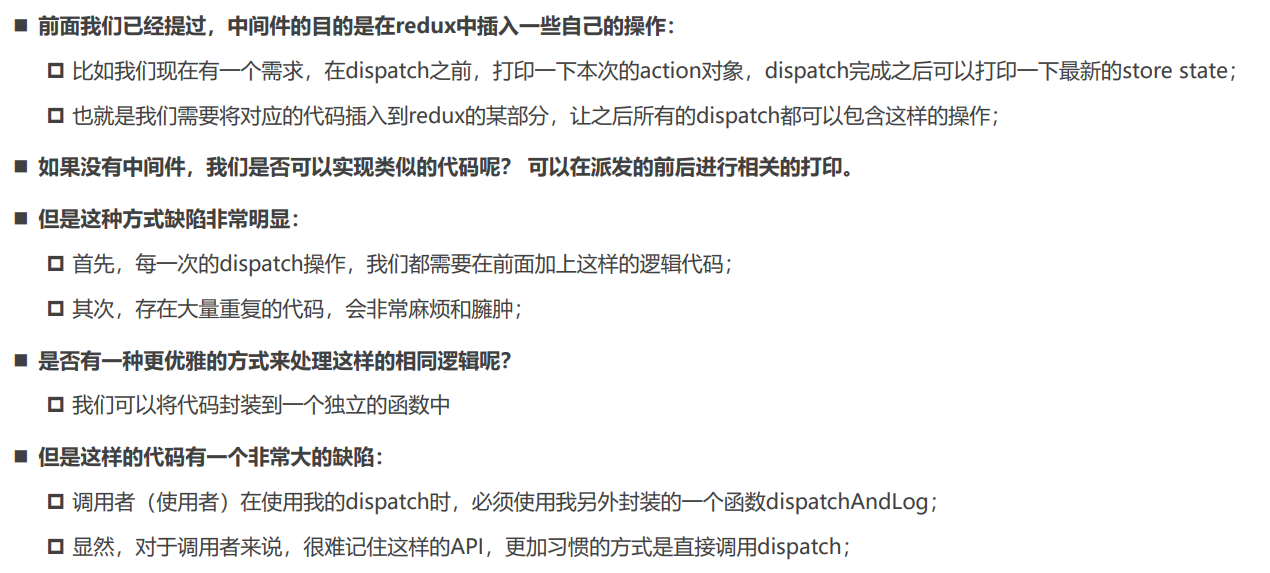 ■ 前面我们已经提过，中间件的目的是在redux中插入一些自己的操作：
□ 比如我们现在有一个需求，在dispatch之前，打印一下本次的action对象，dispatch完成之后可以打印一下最新的store state；
□ 也就是我们需要将对应的代码插入到redux的某部分，让之后所有的dispatch都可以包含这样的操作；
■ 如果没有中间件，我们是否可以实现类似的代码呢？ 可以在派发的前后进行相关的打印。
■ 但是这种方式缺陷非常明显：
□ 首先，每一次的dispatch操作，我们都需要在前面加上这样的逻辑代码；
□ 其次，存在大量重复的代码，会非常麻烦和臃肿；
■ 是否有一种更优雅的方式来处理这样的相同逻辑呢？
□ 我们可以将代码封装到一个独立的函数中
■ 但是这样的代码有一个非常大的缺陷：
□ 调用者（使用者）在使用我的dispatch时，必须使用我另外封装的一个函数dispatchAndLog；
□ 显然，对于调用者来说，很难记住这样的API，更加习惯的方式是直接调用dispatch；